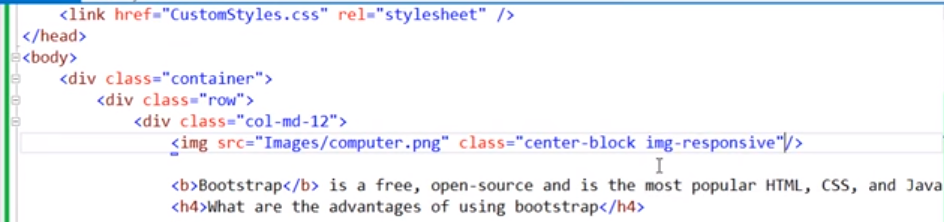 <link href="CustomStyles.css" rel="stylesheet" />
</head>
<body>
<div class="container">
<div class="row">
<div class="col-md-12">
<img src="Images/computer.png" class="center-block img-responsive"/>
<b>Bootstrap</b> is a free, open-source and is the most popular HTML, CSS, and Java
<h4>What are the advantages of using bootstrap</h4>